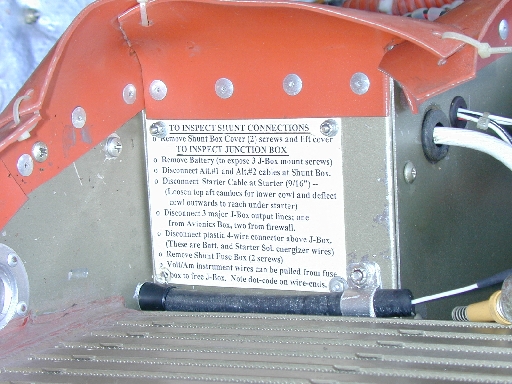 TO INSPECT SHUNT CONNECTIONS
o Remove Shunt Box Cover (2) screws and lift cover
TO INSPECT JUNCTION BOX
o Remove Battery (to expose 3 J-Box mount screws)
o Disconnect Alt.#1 and Alt.#2 cables at Shunt Box.
o Disconnect Starter Cable at Starter (9/16") --
(Loosen top aft camlocs for lower cowl and deflect
cowl outwards to reach under starter)
o Disconnect 3 major J-Box output lines: one
from Avionics Box, two from firewall.
o Disconnect plastic 4-wire connector above J-Box.
(These are Batt. and Starter Sol. energizer wires)
o Remove Shunt Fuse Box (2 screws)
o Volt/Am instrument wires can be pulled from fuse
box to free J-Box. Note dot-code on wire-ends.